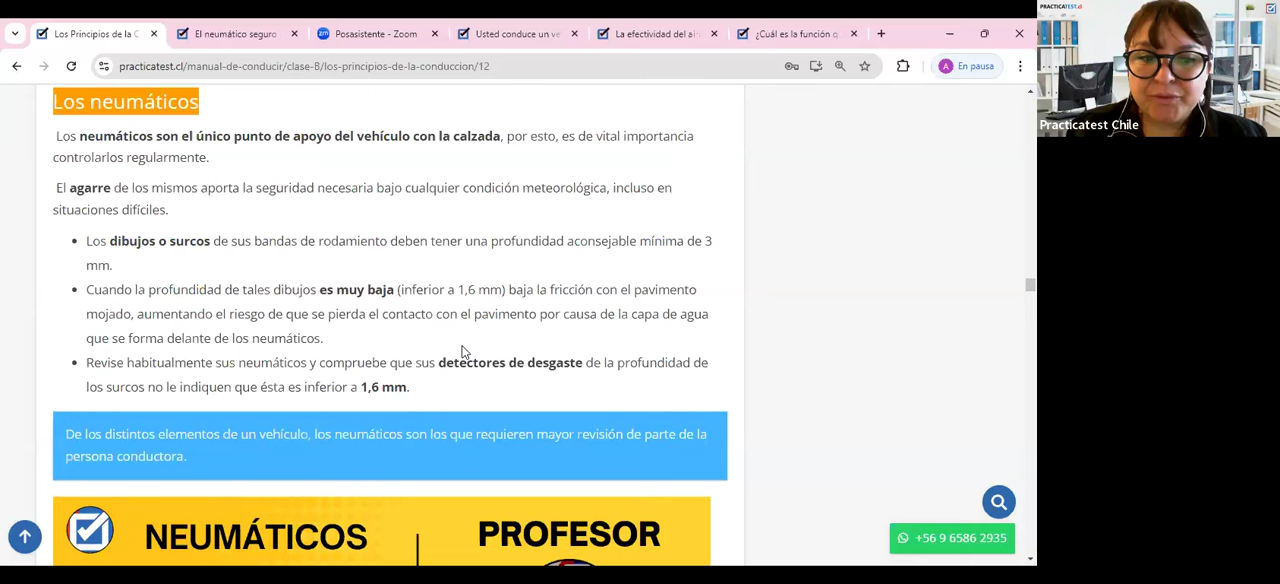 Los Principios de la C
El neumático seguro
Posasistente - Zoom
Usted conduce un ve
La efectividad del air
¿Cuál es la función q
practicatest.cl/manual-de-conducir/clase-B/los-principios-de-la-conduccion/12
A
En pausa
PRACTICATEST.cl
Practicatest Chile
Los neumáticos
Los neumáticos son el único punto de apoyo del vehículo con la calzada, por esto, es de vital importancia
controlarlos regularmente.
El agarre de los mismos aporta la seguridad necesaria bajo cualquier condición meteorológica, incluso en
situaciones difíciles.
Los dibujos o surcos de sus bandas de rodamiento deben tener una profundidad aconsejable mínima de 3
mm.
Cuando la profundidad de tales dibujos es muy baja (inferior a 1,6 mm) baja la fricción con el pavimento
mojado, aumentando el riesgo de que se pierda el contacto con el pavimento por causa de la capa de agua
que se forma delante de los neumáticos.
Revise habitualmente sus neumáticos y compruebe que sus detectores de desgaste de la profundidad de
los surcos no le indiquen que ésta es inferior a 1,6 mm.
De los distintos elementos de un vehículo, los neumáticos son los que requieren mayor revisión de parte de la
persona conductora.
NEUMÁTICOS
PROFESOR
+56 9 6586 2935